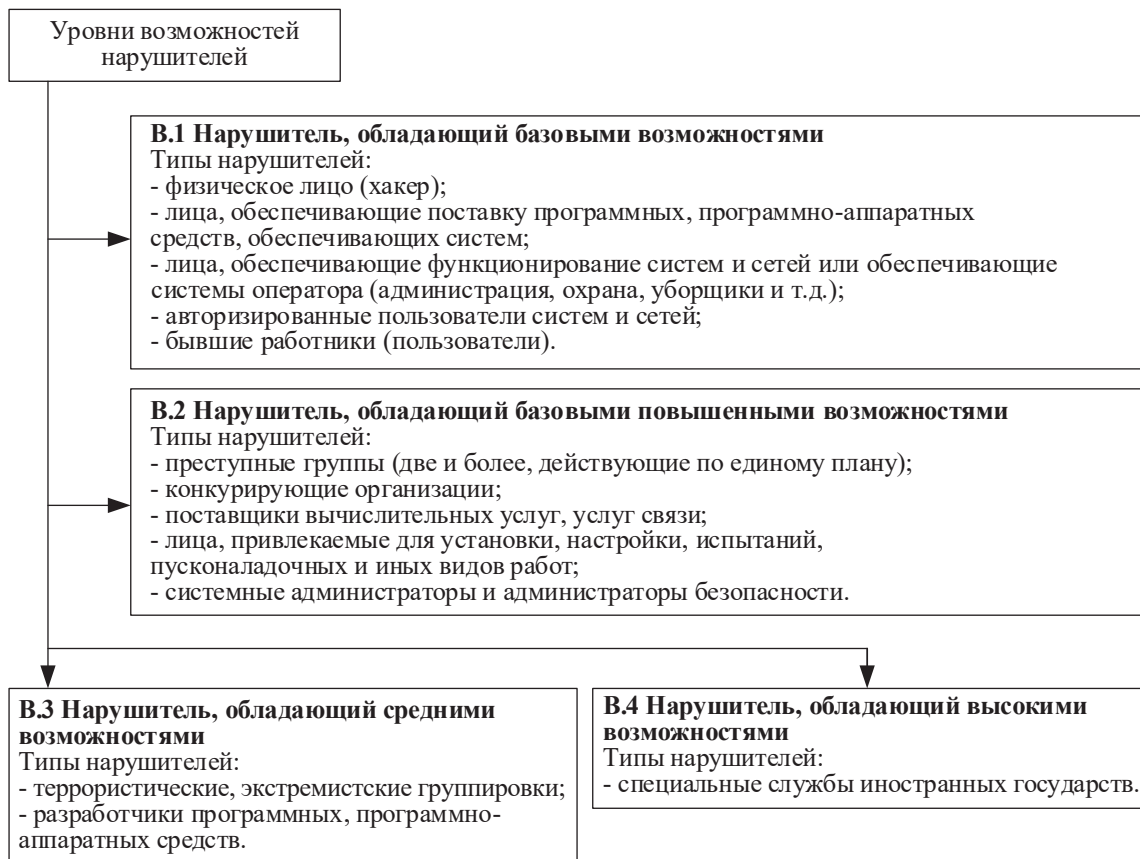 Уровни возможностей
нарушителей
В.1 Нарушитель, обладающий базовыми возможностями
Типы нарушителей:
- физическое лицо (хакер);
- лица, обеспечивающие поставку программных, программно-аппаратных
средств, обеспечивающих систем;
- лица, обеспечивающие функционирование систем и сетей или обеспечивающие
системы оператора (администрация, охрана, уборщики и т.д.);
- авторизированные пользователи систем и сетей;
- бывшие работники (пользователи).
В.2 Нарушитель, обладающий базовыми повышенными возможностями
Типы нарушителей:
- преступные группы (две и более, действующие по единому плану);
- конкурирующие организации;
- поставщики вычислительных услуг, услуг связи;
- лица, привлекаемые для установки, настройки, испытаний,
пусконаладочных и иных видов работ;
- системные администраторы и администраторы безопасности.
В.3 Нарушитель, обладающий средними
возможностями
Типы нарушителей:
- террористические, экстремистские группировки;
- разработчики программных, программно-
аппаратных средств.
В.4 Нарушитель, обладающий высокими
возможностями
Типы нарушителей:
- специальные службы иностранных государств.